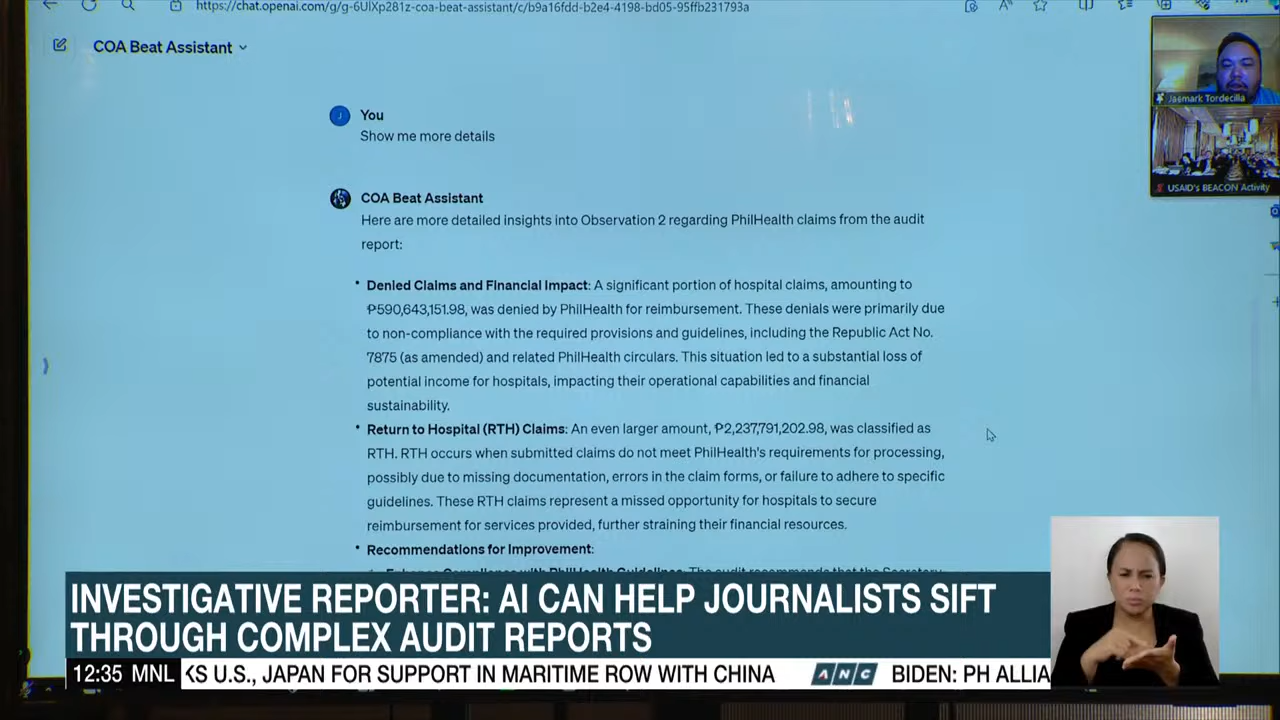 https://chat.openai.com/g/g-6UlXp281z-coa-beat-assistant/c/b9a16fdd-b2e4-4198-bd05-95ffb231793a
COA Beat Assistant
Jaemark Tordecilla
USAID's BEACON Activity
J
You
Show me more details
COA Beat Assistant
Here are more detailed insights into Observation 2 regarding PhilHealth claims from the audit
report:
• Denied Claims and Financial Impact: A significant portion of hospital claims, amounting to
₱590,643,151.98, was denied by PhilHealth for reimbursement. These denials were primarily due
to non-compliance with the required provisions and guidelines, including the Republic Act No.
7875 (as amended) and related PhilHealth circulars. This situation led to a substantial loss of
potential income for hospitals, impacting their operational capabilities and financial
sustainability.
• Return to Hospital (RTH) Claims: An even larger amount, ₱2,237,791,202.98, was classified as
RTH. RTH occurs when submitted claims do not meet PhilHealth's requirements for processing,
possibly due to missing documentation, errors in the claim forms, or failure to adhere to specific
guidelines. These RTH claims represent a missed opportunity for hospitals to secure
reimbursement for services provided, further straining their financial resources.
• Recommendations for Improvement:
INVESTIGATIVE REPORTER: AI CAN HELP JOURNALISTS SIFT
THROUGH COMPLEX AUDIT REPORTS
12:35 MNL KS U.S., JAPAN FOR SUPPORT IN MARITIME ROW WITH CHINA ANC BIDEN: PH ALLIA